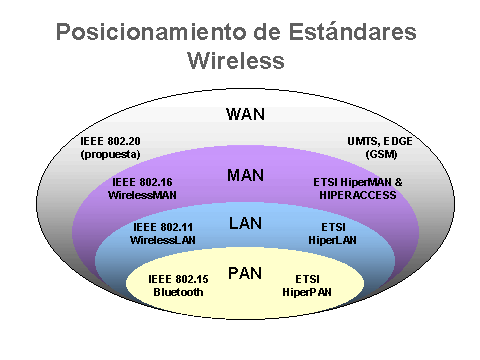 Posicionamiento de Estándares
Wireless
WAN
IEEE 802.20
(propuesta)
UMTS, EDGE
(GSM)
MAN
IEEE 802.16
WirelessMAN
ETSI HiperMAN &
HIPERACCESS
LAN
IEEE 802.11
WirelessLAN
ETSI
HiperLAN
PAN
IEEE 802.15
Bluetooth
ETSI
HiperPAN